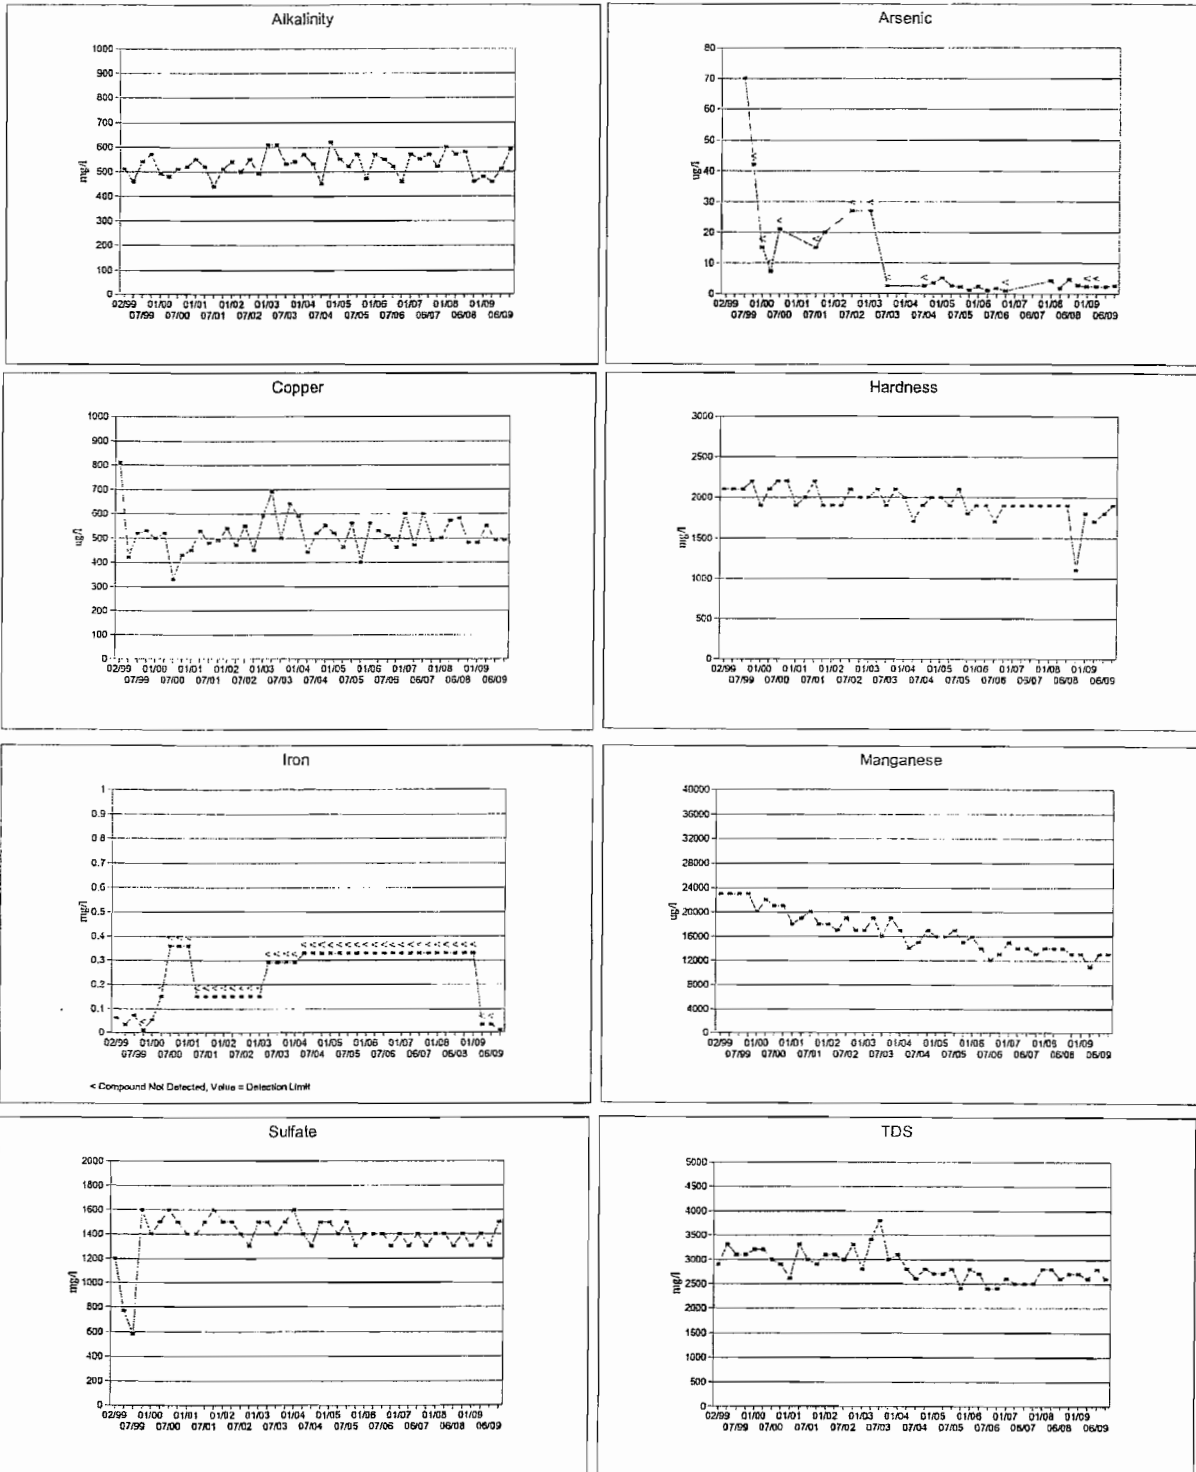 Alkalinity
1000
900
800
700
600
500
400
300
200
100
0
mg/l
02/99 01/00 01/01 01/02 01/03 01/04 01/05 01/06 01/07 01/08 01/09
07/99 07/00 07/01 07/02 07/03 07/04 07/05 07/06 06/07 06/08 06/09
Arsenic
80
70
60
50
40
30
20
10
0
ug/l
02/99 01/00 01/01 01/02 01/03 01/04 01/05 01/06 01/07 01/08 01/09
07/99 07/00 07/01 07/02 07/03 07/04 07/05 07/06 06/07 06/08 06/09
Copper
1000
900
800
700
600
500
400
300
200
100
0
ug/l
02/99 01/00 01/01 01/02 01/03 01/04 01/05 01/06 01/07 01/08 01/09
07/99 07/00 07/01 07/02 07/03 07/04 07/05 07/06 06/07 06/08 06/09
Hardness
3000
2500
2000
1500
1000
500
0
mg/l
02/99 01/00 01/01 01/02 01/03 01/04 01/05 01/06 01/07 01/08 01/09
07/99 07/00 07/01 07/02 07/03 07/04 07/05 07/06 06/07 06/08 06/09
Iron
1
0.9
0.8
0.7
0.6
0.5
0.4
0.3
0.2
0.1
0
mg/l
02/99 01/00 01/01 01/02 01/03 01/04 01/05 01/06 01/07 01/08 01/09
07/99 07/00 07/01 07/02 07/03 07/04 07/05 07/06 06/07 06/08 06/09
< Compound Not Detected, Value = Detection Limit
Manganese
40000
36000
32000
28000
24000
20000
16000
12000
8000
4000
0
ug/l
02/99 01/00 01/01 01/02 01/03 01/04 01/05 01/06 01/07 01/08 01/09
07/99 07/00 07/01 07/02 07/03 07/04 07/05 07/06 06/07 06/08 06/09
Sulfate
2000
1800
1600
1400
1200
1000
800
600
400
200
0
mg/l
02/99 01/00 01/01 01/02 01/03 01/04 01/05 01/06 01/07 01/08 01/09
07/99 07/00 07/01 07/02 07/03 07/04 07/05 07/06 06/07 06/08 06/09
TDS
5000
4500
4000
3500
3000
2500
2000
1500
1000
500
0
mg/l
02/99 01/00 01/01 01/02 01/03 01/04 01/05 01/06 01/07 01/08 01/09
07/99 07/00 07/01 07/02 07/03 07/04 07/05 07/06 06/07 06/08 06/09